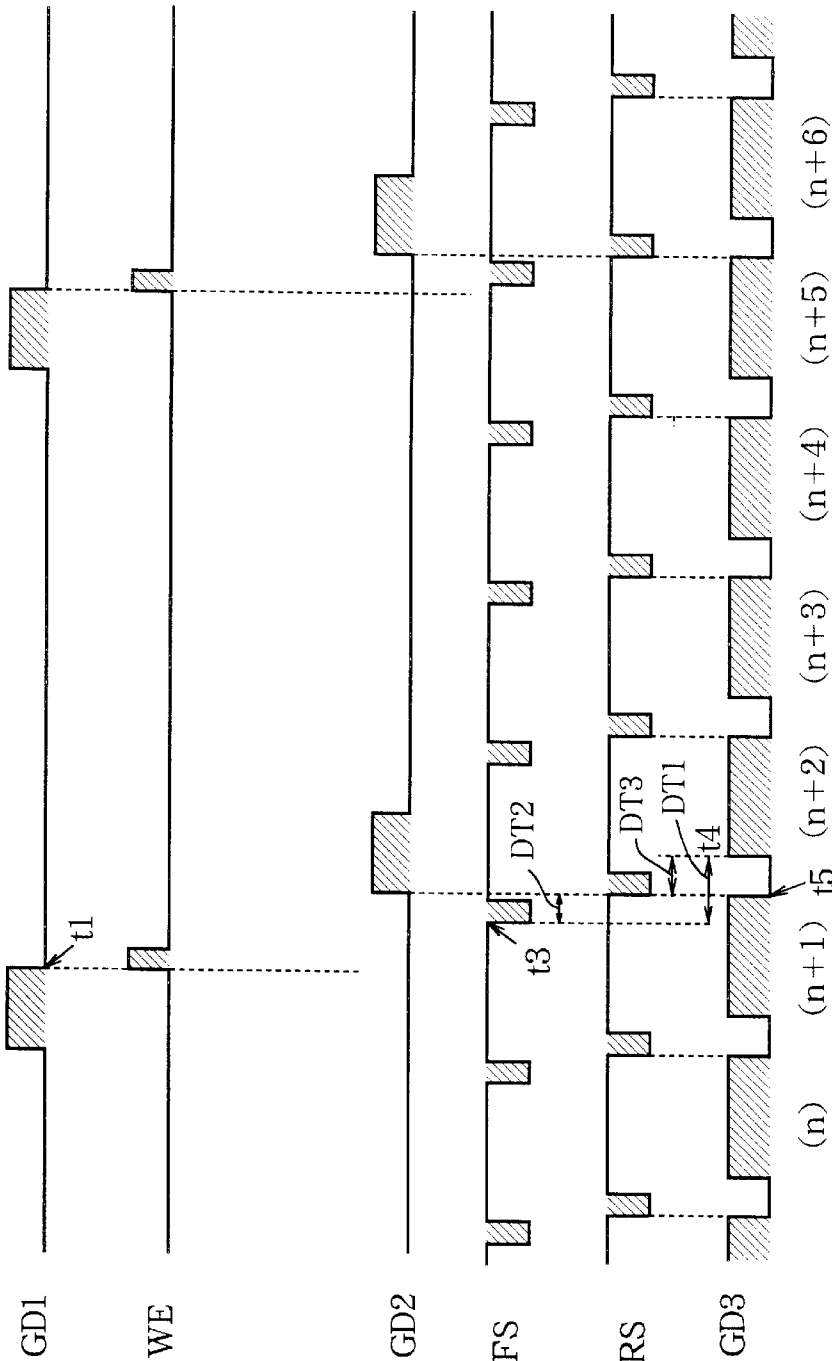 GD1
t1
WE
GD2
DT2
FS
t3
RS
DT3
DT1
t4
GD3
t5
(n)
(n+1)
(n+2)
(n+3)
(n+4)
(n+5)
(n+6)